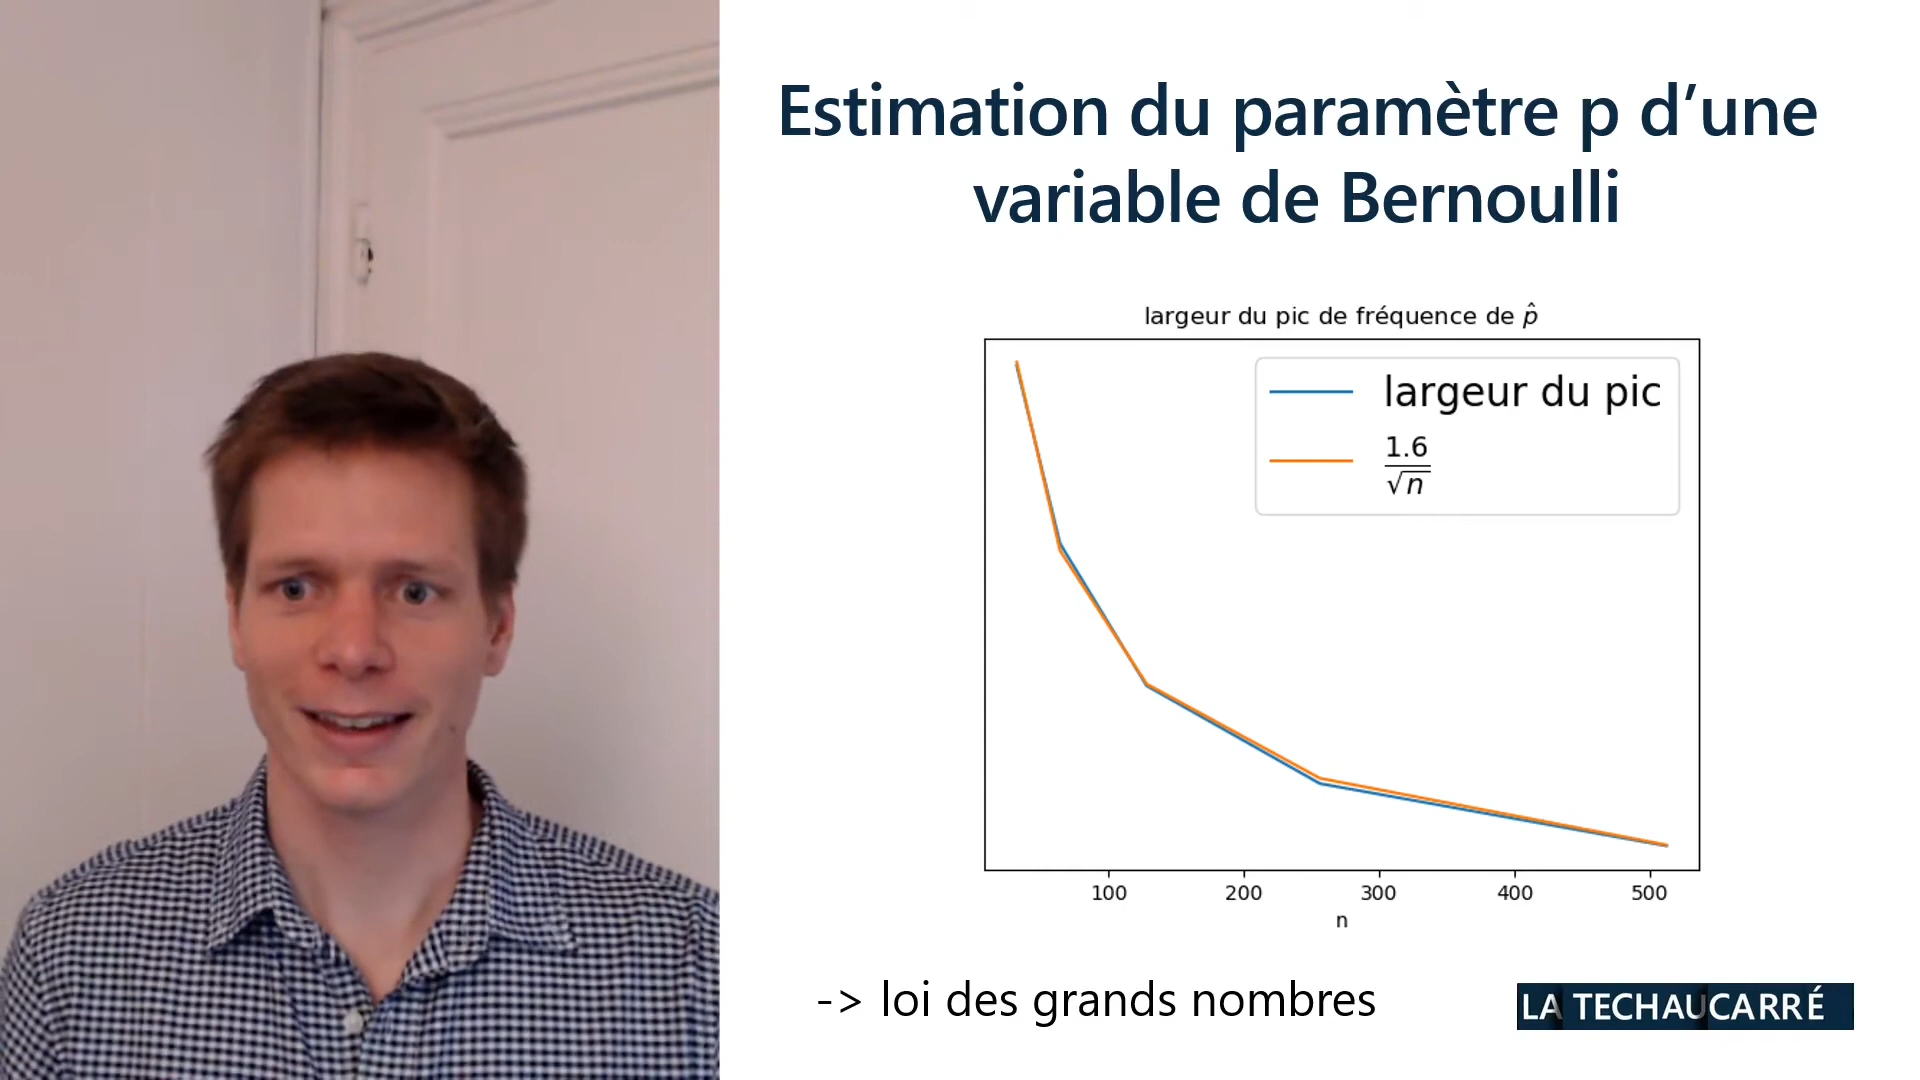 Estimation du paramètre p d’une
variable de Bernoulli
largeur du pic de fréquence de p̂
largeur du pic
1.6
√n
100 200 300 400 500
n
-> loi des grands nombres
LA TECHAUCARRÉ